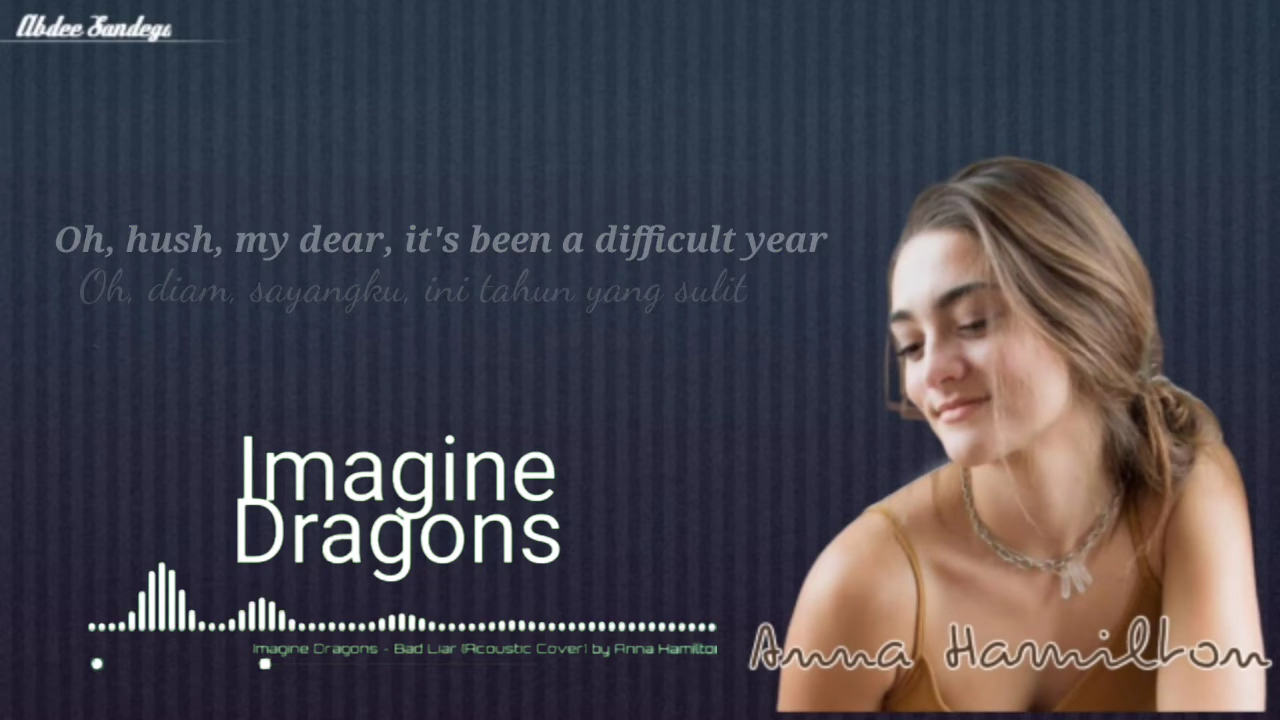 Abdee Sandega
Oh, hush, my dear, it's been a difficult year
Oh, diam, sayangku, ini tahun yang sulit
Imagine
Dragons
Imagine Dragons - Bad Liar (Acoustic Cover) by Anna Hamilton
Anna Hamilton